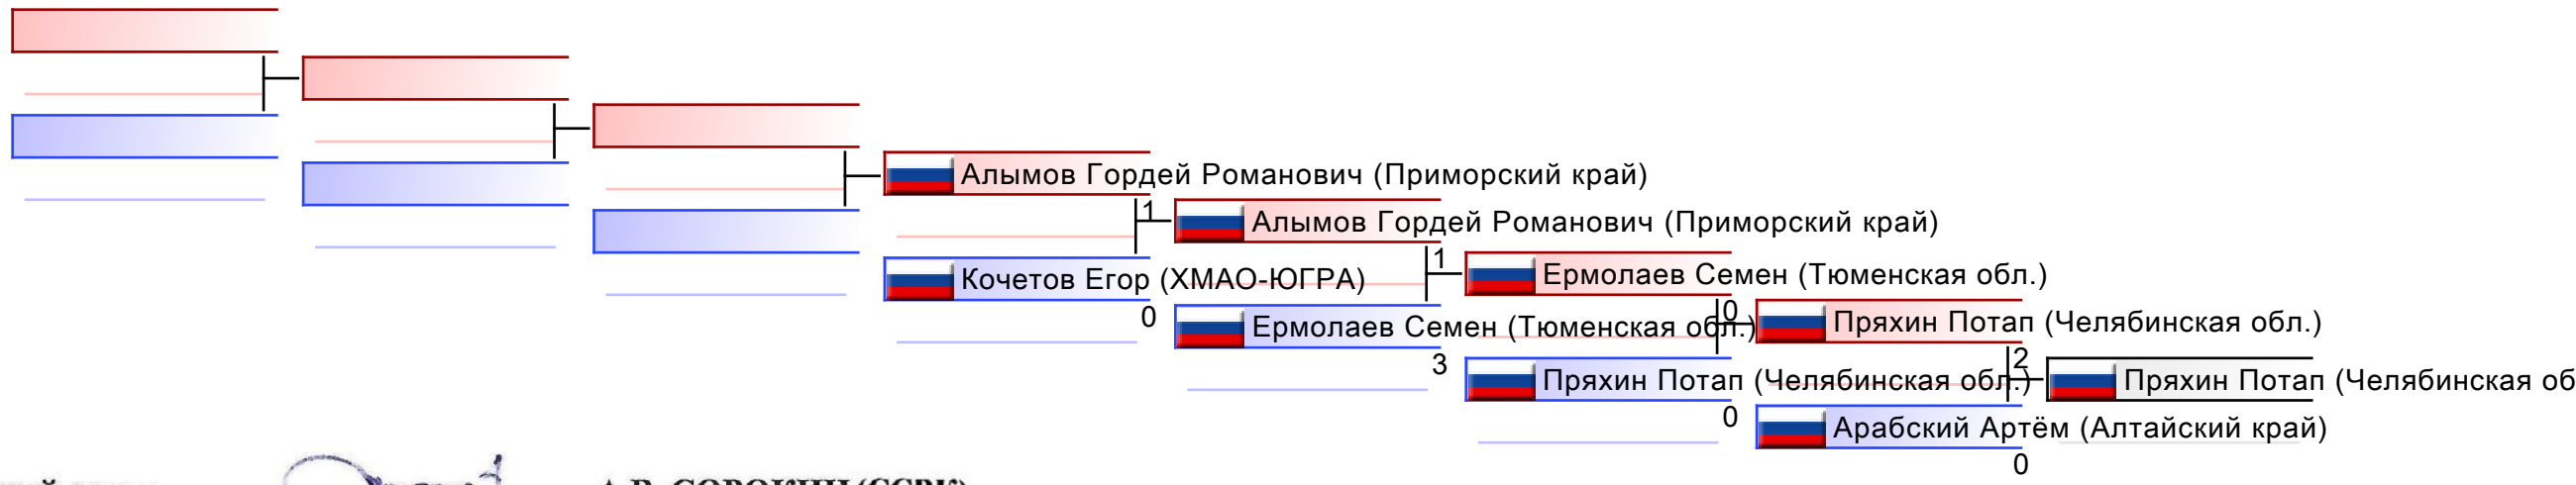 Алымов Гордей Романович (Приморский край)
1
Алымов Гордей Романович (Приморский край)
1
Кочетов Егор (ХМАО-ЮГРА)
0
Ермолаев Семен (Тюменская обл.)
0
Ермолаев Семен (Тюменская обл.)
3
Пряхин Потап (Челябинская обл.)
2
Пряхин Потап (Челябинская обл.)
0
Пряхин Потап (Челябинская об
Арабский Артём (Алтайский край)
0
А.В. СОРОКИН (ССВК)